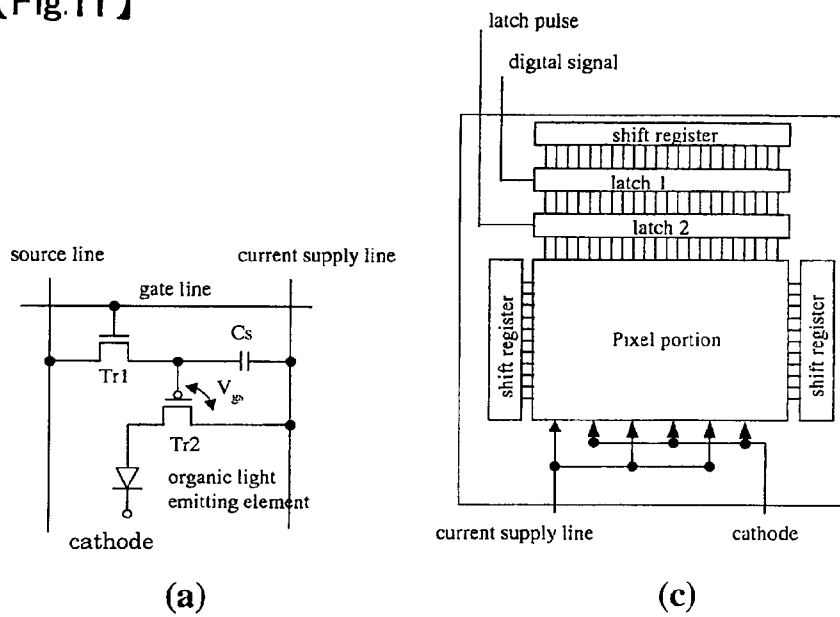 【Fig.11】
latch pulse
digital signal
shift register
latch 1
latch 2
shift register
Pixel portion
shift register
current supply line
cathode
(c)
source line
current supply line
gate line
Cs
Tr1
Vgs
Tr2
organic light
emitting element
cathode
(a)